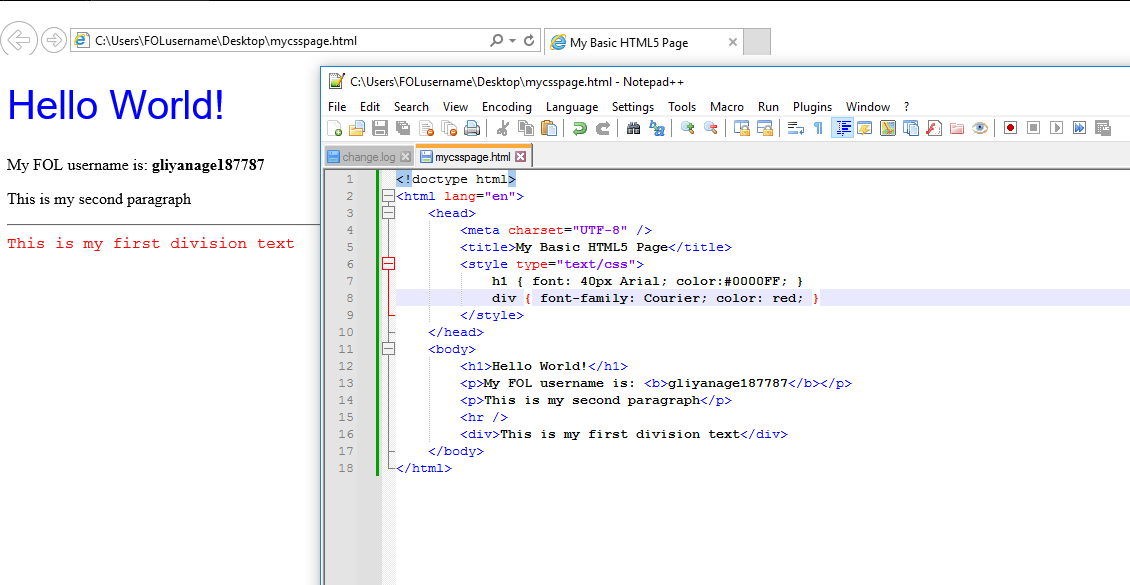 C:\Users\FOLusername\Desktop\mycsspage.html
My Basic HTML5 Page
Hello World!
My FOL username is: gliyanage187787
This is my second paragraph
This is my first division text
C:\Users\FOLusername\Desktop\mycsspage.html - Notepad++
File Edit Search View Encoding Language Settings Tools Macro Run Plugins Window ?
change.log mycsspage.html
1 <!doctype html>
2 <html lang="en">
3 <head>
4 <meta charset="UTF-8" />
5 <title>My Basic HTML5 Page</title>
6 <style type="text/css">
7 h1 { font: 40px Arial; color:#0000FF; }
8 div { font-family: Courier; color: red; }
9 </style>
10 </head>
11 <body>
12 <h1>Hello World!</h1>
13 <p>My FOL username is: <b>gliyanage187787</b></p>
14 <p>This is my second paragraph</p>
15 <hr />
16 <div>This is my first division text</div>
17 </body>
18 </html>